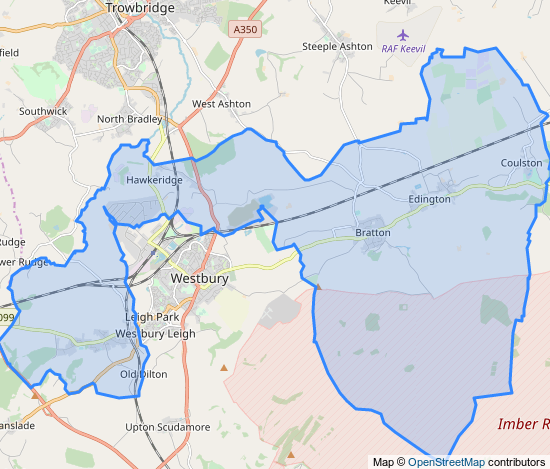 Trowbridge
A350
Keevil
Steeple Ashton
RAF Keevil
field
Southwick
West Ashton
North Bradley
Coulston
Hawkeridge
Edington
Bratton
Rudge
wer Rudge
Westbury
099
Leigh Park
Westbury Leigh
Old Dilton
anslade
Upton Scudamore
Imber R
Map © OpenStreetMap contributors